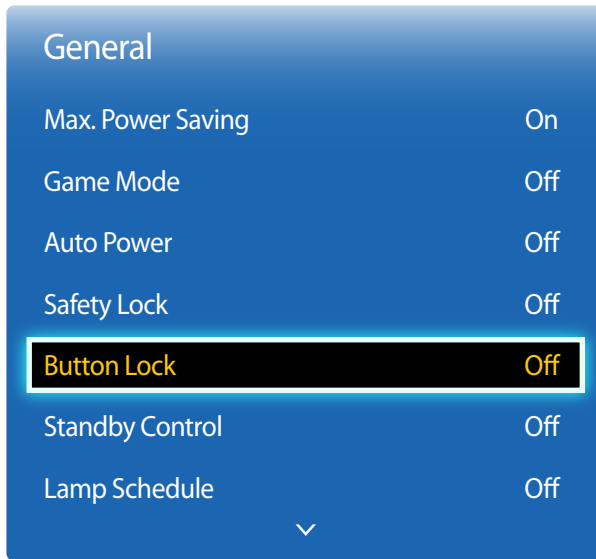 General
Max. Power Saving On
Game Mode Off
Auto Power Off
Safety Lock Off
Button Lock Off
Standby Control Off
Lamp Schedule Off